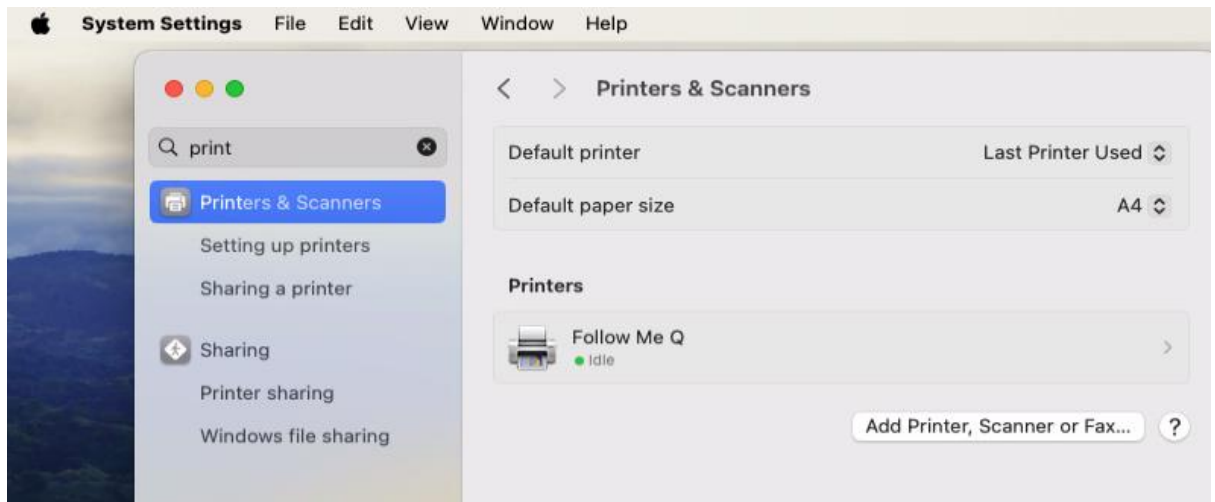 System Settings File Edit View Window Help
print
Printers & Scanners
Setting up printers
Sharing a printer
Sharing
Printer sharing
Windows file sharing
Printers & Scanners
Default printer Last Printer Used
Default paper size A4
Printers
Follow Me Q
Idle
Add Printer, Scanner or Fax... ?